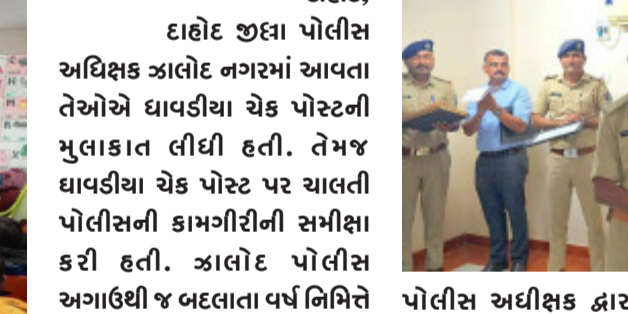 દાહોદ જીલ્લા પોલીસ
અધિક્ષક ઝાલોદ નગરમાં આવતા
તેઓએ ધાવડીયા ચેક પોસ્ટની
મુલાકાત લીધી હતી. તેમજ
ધાવડીયા ચેક પોસ્ટ પર ચાલતી
પોલીસની કામગીરીની સમીક્ષા
કરી હતી. ઝાલોદ પોલીસ
અગાઉથી જ બદલાતા વર્ષ નિમિત્તે
પોલીસ અધીક્ષક